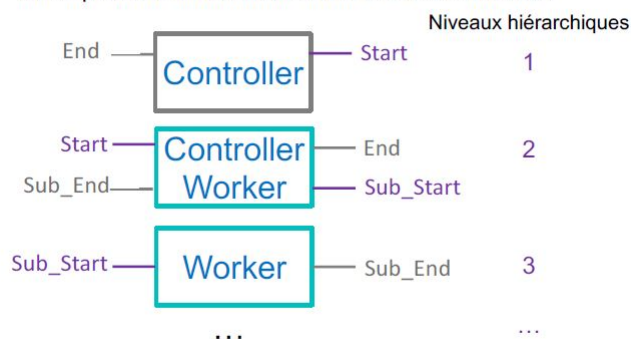 Niveaux hiérarchiques
End
Controller
Start
1
Start
Controller
End
2
Sub_End
Worker
Sub_Start
Sub_Start
Worker
Sub_End
3
...
...